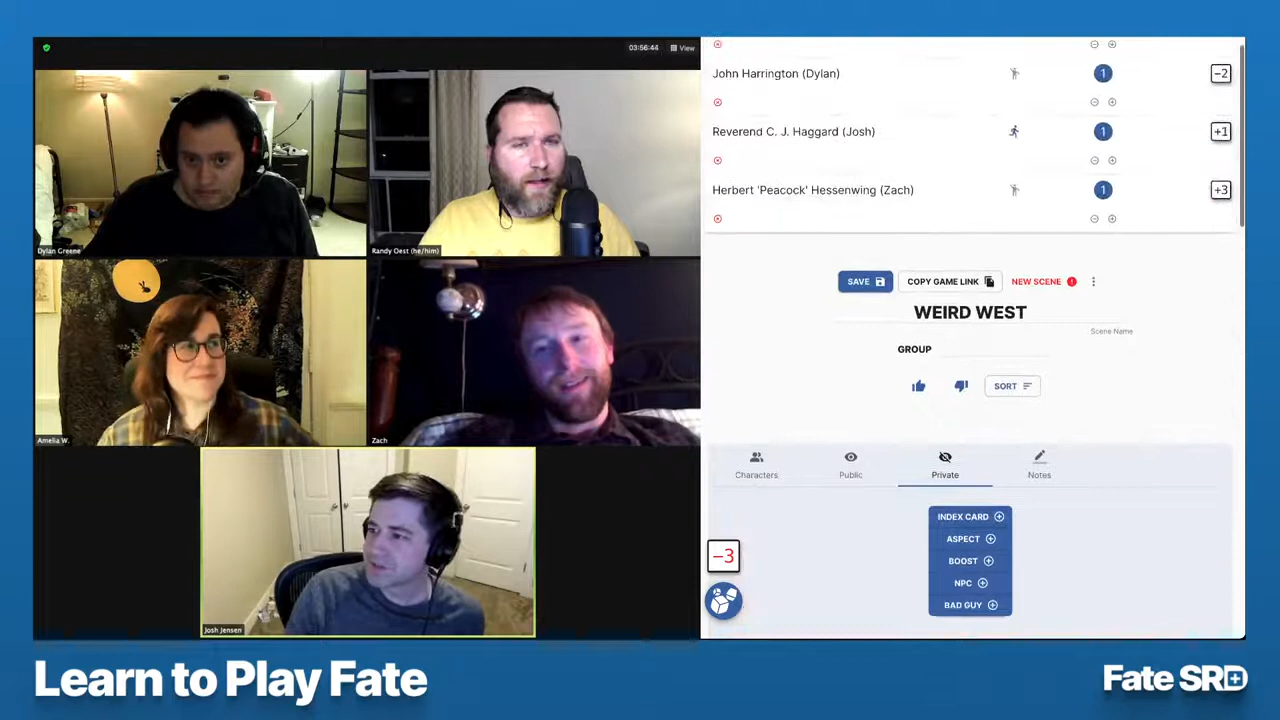 03:56:44 View
Dylan Greene
Randy Oest (he/him)
Amelia W.
Zach
Josh Jensen
John Harrington (Dylan) 1 −2
Reverend C. J. Haggard (Josh) 1 +1
Herbert 'Peacock' Hessenwing (Zach) 1 +3
SAVE COPY GAME LINK NEW SCENE
WEIRD WEST
Scene Name
GROUP
SORT
Characters Public Private Notes
INDEX CARD
ASPECT
BOOST
NPC
BAD GUY
−3
Learn to Play Fate
Fate SRD